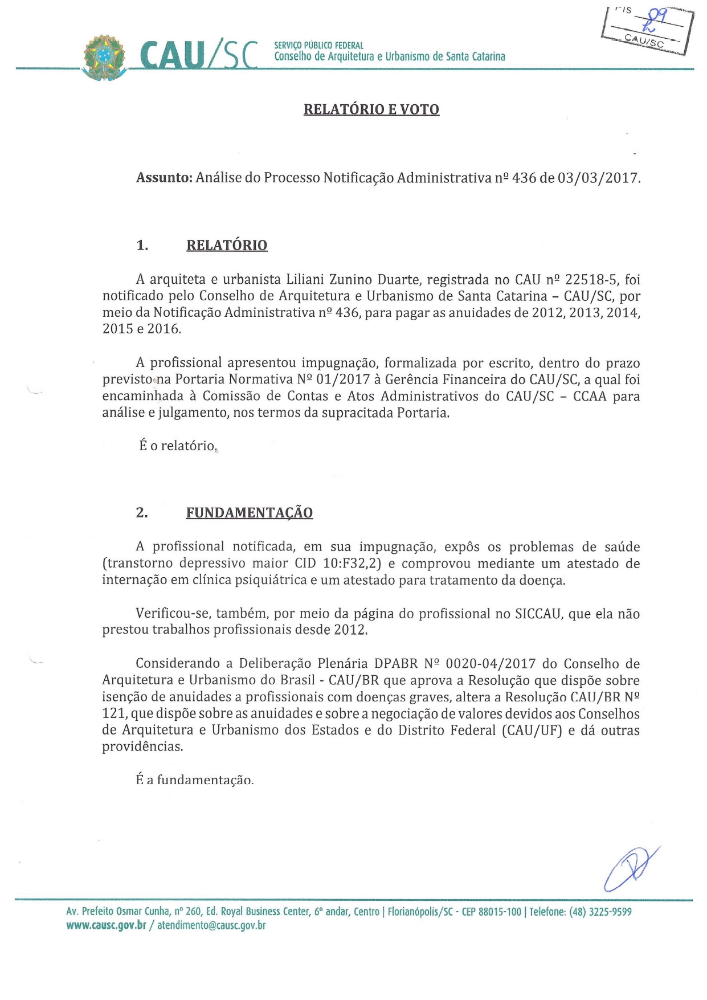 FIS 09
CAU/SC
CAU/SC
SERVIÇO PÚBLICO FEDERAL
Conselho de Arquitetura e Urbanismo de Santa Catarina
RELATÓRIO E VOTO
Assunto: Análise do Processo Notificação Administrativa nº 436 de 03/03/2017.
1. RELATÓRIO
A arquiteta e urbanista Liliani Zunino Duarte, registrada no CAU nº 22518-5, foi
notificado pelo Conselho de Arquitetura e Urbanismo de Santa Catarina – CAU/SC, por
meio da Notificação Administrativa nº 436, para pagar as anuidades de 2012, 2013, 2014,
2015 e 2016.
A profissional apresentou impugnação, formalizada por escrito, dentro do prazo
previsto na Portaria Normativa Nº 01/2017 à Gerência Financeira do CAU/SC, a qual foi
encaminhada à Comissão de Contas e Atos Administrativos do CAU/SC – CCAA para
análise e julgamento, nos termos da supracitada Portaria.
É o relatório.
2. FUNDAMENTAÇÃO
A profissional notificada, em sua impugnação, expôs os problemas de saúde
(transtorno depressivo maior CID 10:F32,2) e comprovou mediante um atestado de
internação em clínica psiquiátrica e um atestado para tratamento da doença.
Verificou-se, também, por meio da página do profissional no SICCAU, que ela não
prestou trabalhos profissionais desde 2012.
Considerando a Deliberação Plenária DPABR Nº 0020-04/2017 do Conselho de
Arquitetura e Urbanismo do Brasil - CAU/BR que aprova a Resolução que dispõe sobre
isenção de anuidades a profissionais com doenças graves, altera a Resolução CAU/BR Nº
121, que dispõe sobre as anuidades e sobre a negociação de valores devidos aos Conselhos
de Arquitetura e Urbanismo dos Estados e do Distrito Federal (CAU/UF) e dá outras
providências.
É a fundamentação.
Av. Prefeito Osmar Cunha, nº 260, Ed. Royal Business Center, 6º andar, Centro | Florianópolis/SC - CEP 88015-100 | Telefone: (48) 3225-9599
www.causc.gov.br / atendimento@causc.gov.br